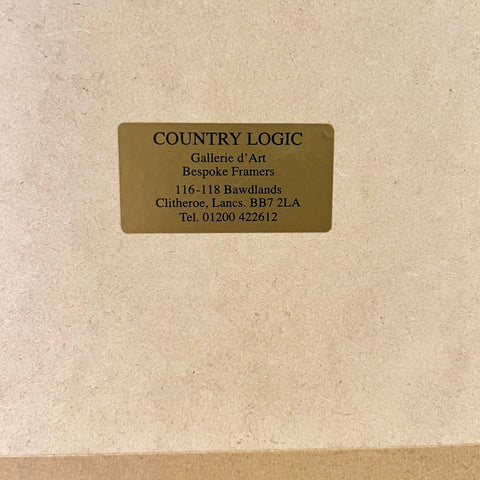 COUNTRY LOGIC
Gallerie d'Art
Bespoke Framers
116-118 Bawdlands
Clitheroe, Lancs. BB7 2LA
Tel. 01200 422612